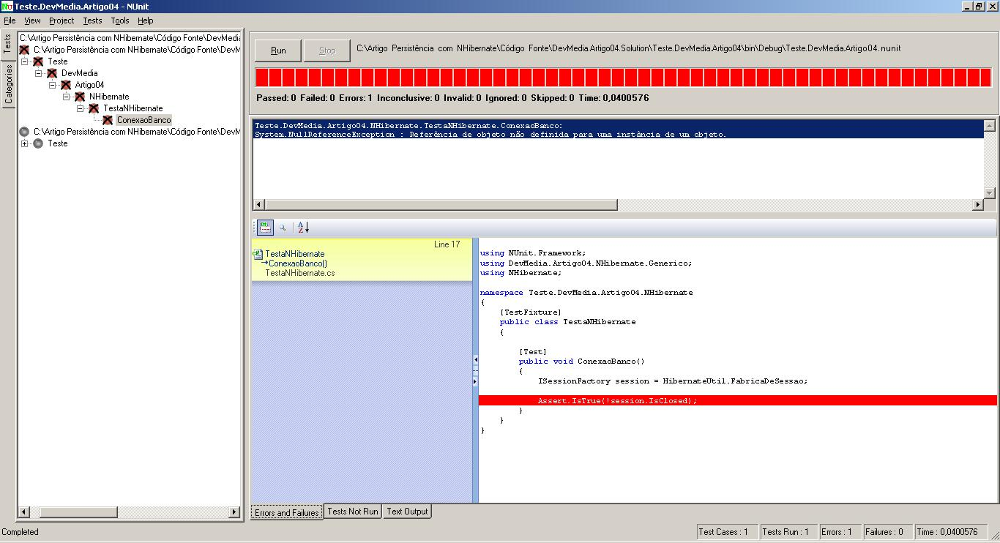 Teste.DevMedia.Artigo04 - NUnit
File View Project Tests Tools Help
Tests
Categories
C:\Artigo Persistência com NHibernate\Código Fonte\DevMedia
C:\Artigo Persistência com NHibernate\Código Fonte\DevM
Teste
DevMedia
Artigo04
NHibernate
TestaNHibernate
ConexaoBanco
C:\Artigo Persistência com NHibernate\Código Fonte\DevM
Teste
Run Stop C:\Artigo Persistência com NHibernate\Código Fonte\DevMedia.Artigo04.Solution\Teste.DevMedia.Artigo04\bin\Debug\Teste.DevMedia.Artigo04.nunit
Passed: 0 Failed: 0 Errors: 1 Inconclusive: 0 Invalid: 0 Ignored: 0 Skipped: 0 Time: 0,0400576
Teste.DevMedia.Artigo04.NHibernate.TestaNHibernate.ConexaoBanco:
System.NullReferenceException : Referência de objeto não definida para uma instância de um objeto.
Line 17
TestaNHibernate
ConexaoBanco()
TestaNHibernate.cs
using NUnit.Framework;
using DevMedia.Artigo04.NHibernate.Generico;
using NHibernate;
namespace Teste.DevMedia.Artigo04.NHibernate
{
[TestFixture]
public class TestaNHibernate
{
[Test]
public void ConexaoBanco()
{
ISessionFactory session = HibernateUtil.FabricaDeSessao;
Assert.IsTrue(!session.IsClosed);
}
}
}
Errors and Failures Tests Not Run Text Output
Completed Test Cases : 1 Tests Run : 1 Errors : 1 Failures : 0 Time : 0,0400576